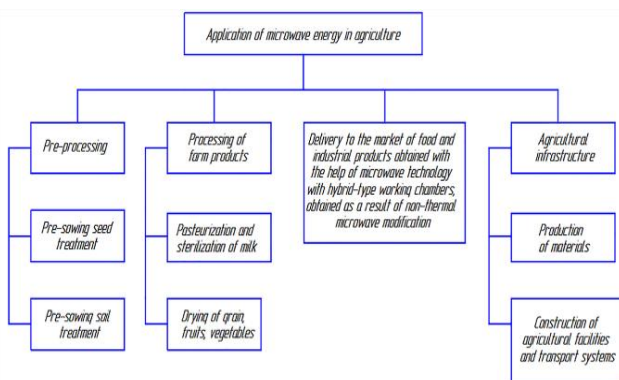 Application of microwave energy in agriculture
Pre-processing
Processing of
farm products
Delivery to the market of food and
industrial products obtained with
the help of microwave technology
with hybrid-type working chambers,
obtained as a result of non-thermal
microwave modification
Agricultural
infrastructure
Pre-sowing seed
treatment
Pasteurization and
sterilization of milk
Production
of materials
Pre-sowing soil
treatment
Drying of grain,
fruits, vegetables
Construction of
agricultural facilities
and transport systems